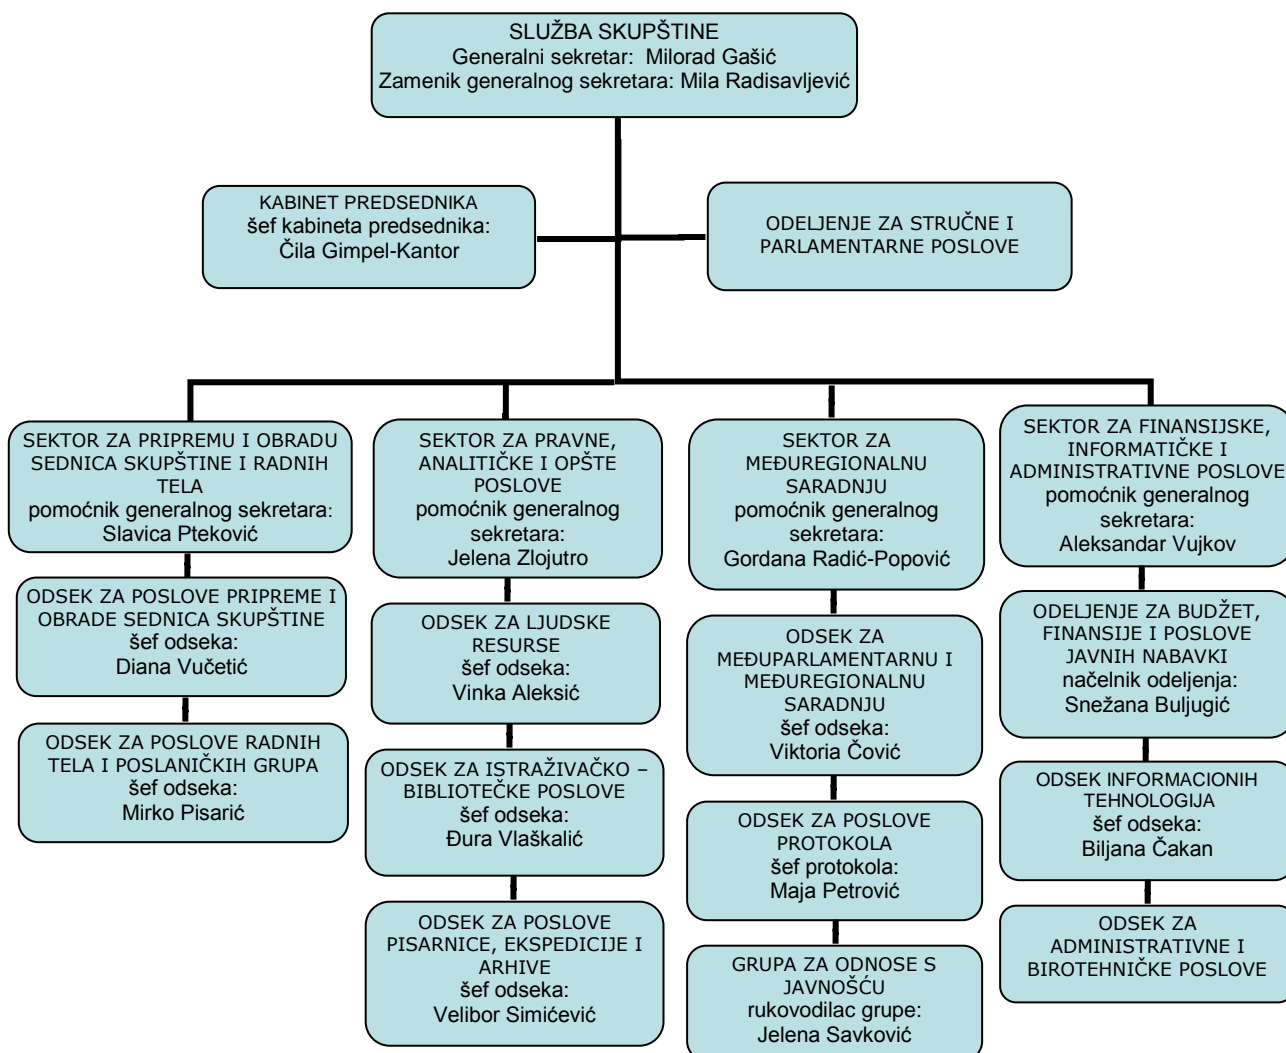 SLUŽBA SKUPŠTINE
Generalni sekretar: Milorad Gašić
Zamenik generalnog sekretara: Mila Radisavljević
KABINET PREDSEDNIKA
šef kabineta predsednika:
Čila Gimpel-Kantor
ODELJENJE ZA STRUČNE I
PARLAMENTARNE POSLOVE
SEKTOR ZA PRIPREMU I OBRADU
SEDNICA SKUPŠTINE I RADNIH
TELA
pomoćnik generalnog sekretara:
Slavica Pteković
ODSEK ZA POSLOVE PRIPREME I
OBRADE SEDNICA SKUPŠTINE
šef odseka:
Diana Vučetić
ODSEK ZA POSLOVE RADNIH
TELA I POSLANIČKIH GRUPA
šef odseka:
Mirko Pisarić
SEKTOR ZA PRAVNE,
ANALITIČKE I OPŠTE
POSLOVE
pomoćnik generalnog
sekretara:
Jelena Zlojutro
ODSEK ZA LJUDSKE
RESURSE
šef odseka:
Vinka Aleksić
ODSEK ZA ISTRAŽIVAČKO –
BIBLIOTEČKE POSLOVE
šef odseka:
Đura Vlaškalić
ODSEK ZA POSLOVE
PISARNICE, EKSPEDICIJE I
ARHIVE
šef odseka:
Velibor Simićević
SEKTOR ZA
MEĐUREGIONALNU
SARADNJU
pomoćnik generalnog
sekretara:
Gordana Radić-Popović
ODSEK ZA
MEĐUPARLAMENTARNU I
MEĐUREGIONALNU
SARADNJU
šef odseka:
Viktoria Čović
ODSEK ZA POSLOVE
PROTOKOLA
šef protokola:
Maja Petrović
GRUPA ZA ODNOSE S
JAVNOŠĆU
rukovodilac grupe:
Jelena Savković
SEKTOR ZA FINANSIJSKE,
INFORMATIČKE I
ADMINISTRATIVNE POSLOVE
pomoćnik generalnog
sekretara:
Aleksandar Vujkov
ODELJENJE ZA BUDŽET,
FINANSIJE I POSLOVE
JAVNIH NABAVKI
načelnik odeljenja:
Snežana Buljugić
ODSEK INFORMACIONIH
TEHNOLOGIJA
šef odseka:
Biljana Čakan
ODSEK ZA
ADMINISTRATIVNE I
BIROTEHNIČKE POSLOVE